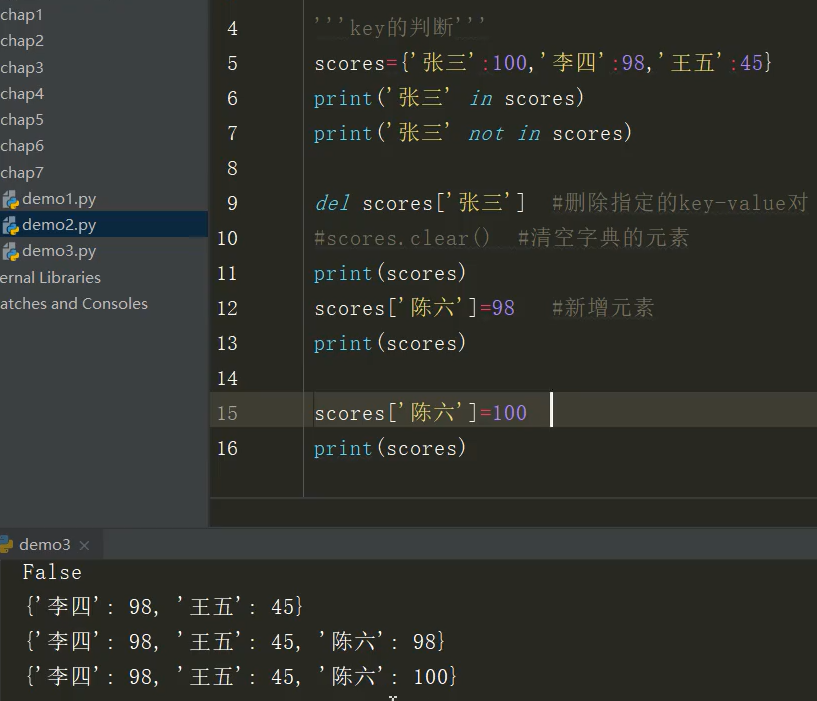 chap1
chap2
chap3
chap4
chap5
chap6
chap7
demo1.py
demo2.py
demo3.py
ernal Libraries
atches and Consoles
4 '''key的判断'''
5 scores={'张三':100,'李四':98,'王五':45}
6 print('张三' in scores)
7 print('张三' not in scores)
8
9 del scores['张三'] #删除指定的key-value对
10 #scores.clear() #清空字典的元素
11 print(scores)
12 scores['陈六']=98 #新增元素
13 print(scores)
14
15 scores['陈六']=100
16 print(scores)
demo3 ×
False
{'李四': 98, '王五': 45}
{'李四': 98, '王五': 45, '陈六': 98}
{'李四': 98, '王五': 45, '陈六': 100}